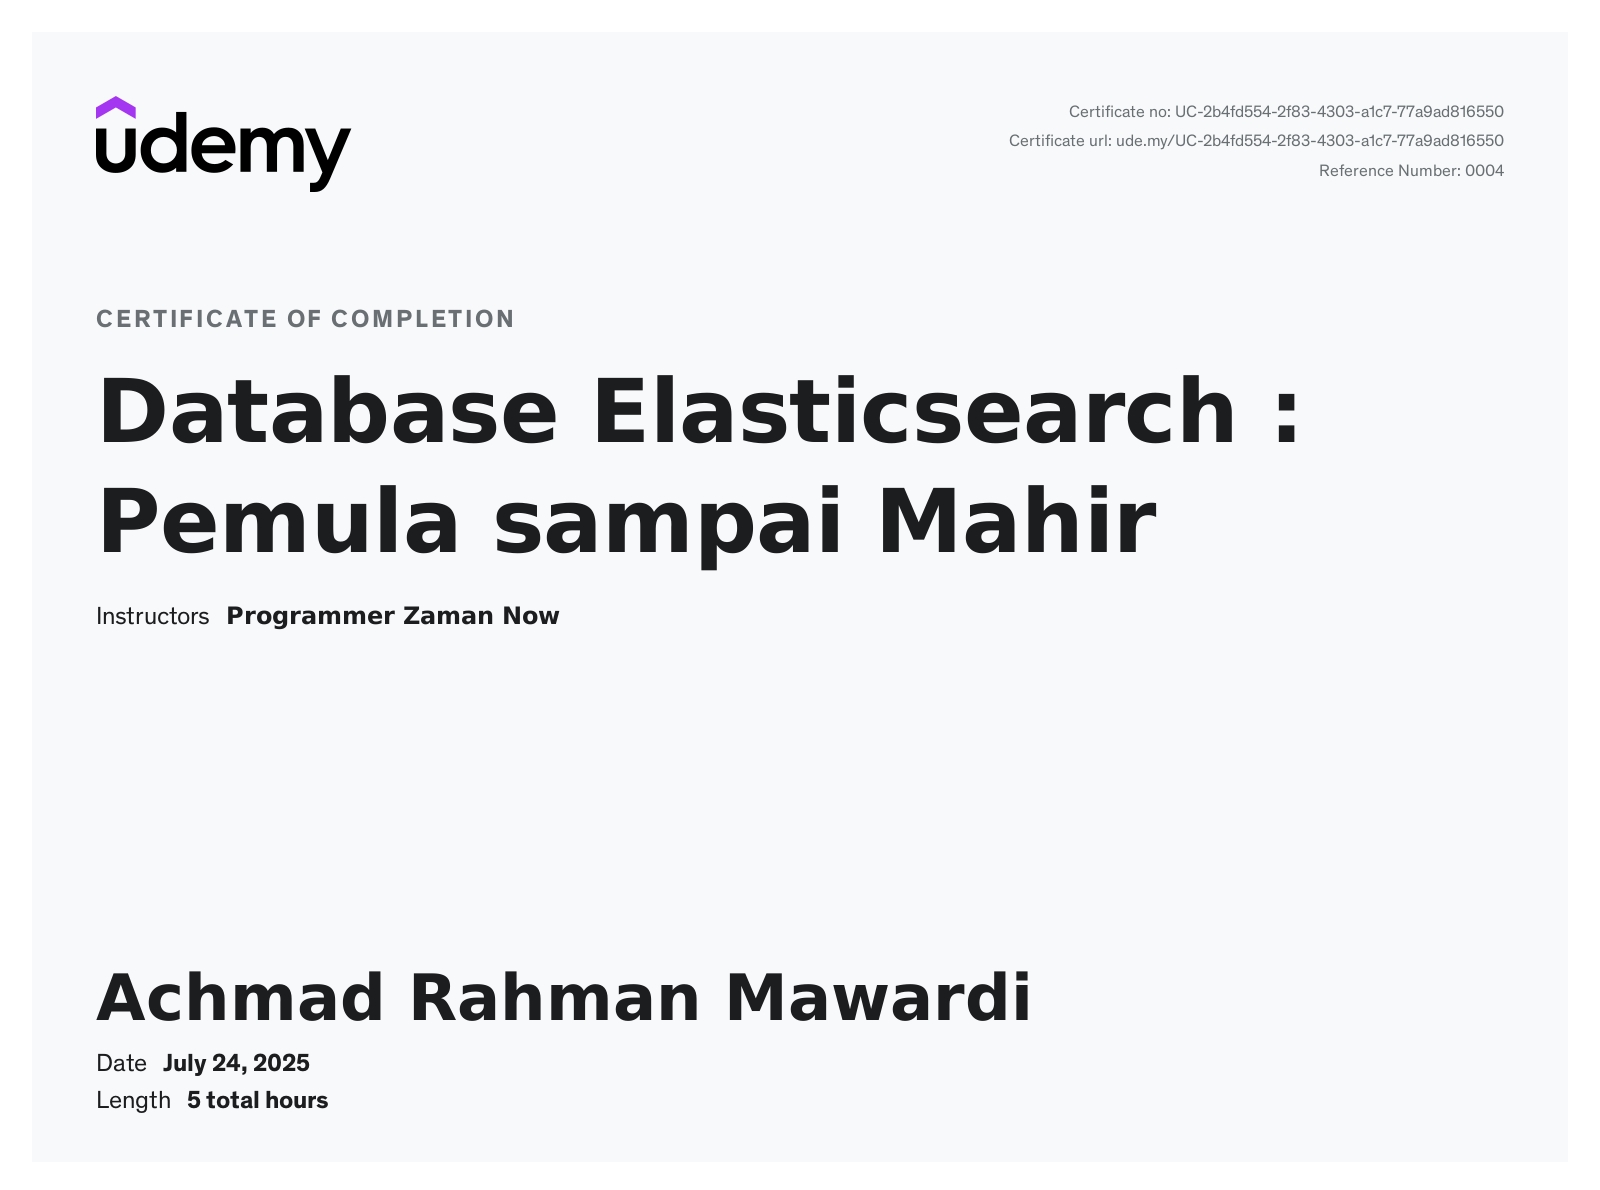 udemy
Certificate no: UC-2b4fd554-2f83-4303-a1c7-77a9ad816550
Certificate url: ude.my/UC-2b4fd554-2f83-4303-a1c7-77a9ad816550
Reference Number: 0004
CERTIFICATE OF COMPLETION
Database Elasticsearch :
Pemula sampai Mahir
Instructors Programmer Zaman Now
Achmad Rahman Mawardi
Date July 24, 2025
Length 5 total hours